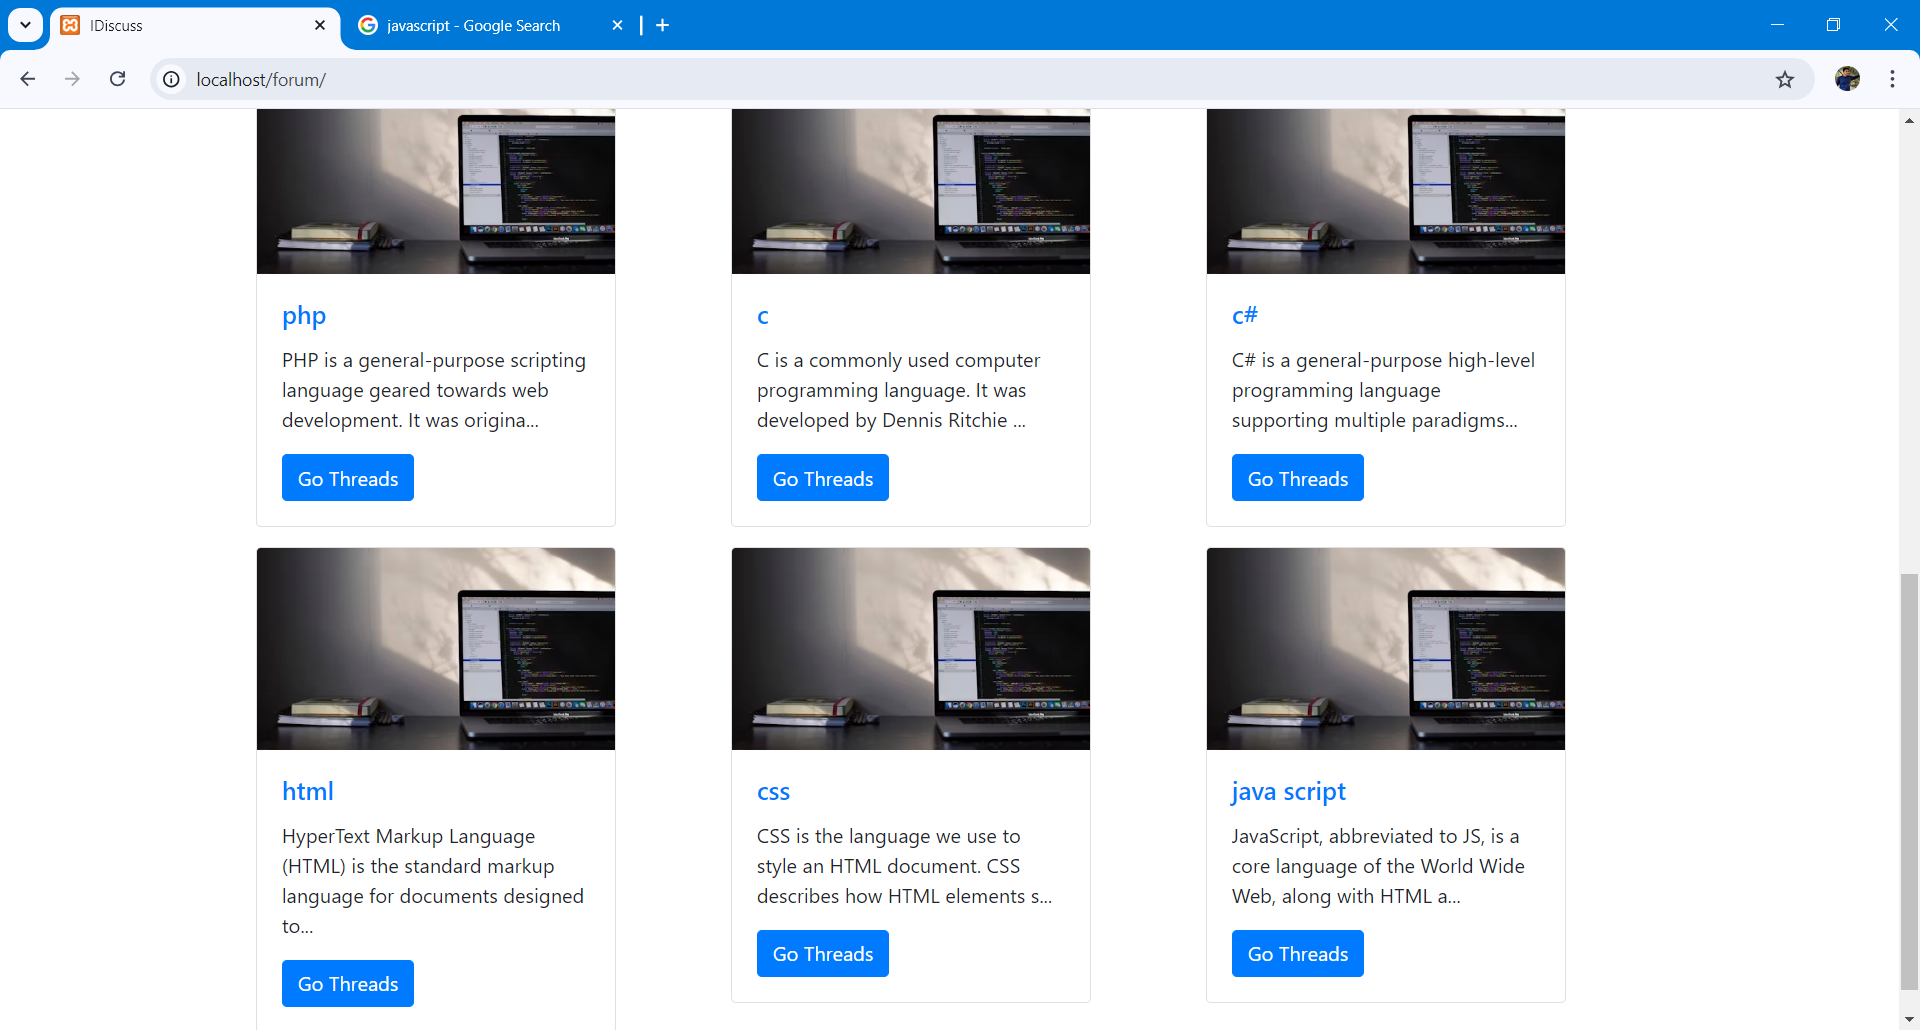 IDiscuss
javascript - Google Search
localhost/forum/
php
PHP is a general-purpose scripting
language geared towards web
development. It was origina...
Go Threads
c
C is a commonly used computer
programming language. It was
developed by Dennis Ritchie ...
Go Threads
c#
C# is a general-purpose high-level
programming language
supporting multiple paradigms...
Go Threads
html
HyperText Markup Language
(HTML) is the standard markup
language for documents designed
to...
Go Threads
css
CSS is the language we use to
style an HTML document. CSS
describes how HTML elements s...
Go Threads
java script
JavaScript, abbreviated to JS, is a
core language of the World Wide
Web, along with HTML a...
Go Threads